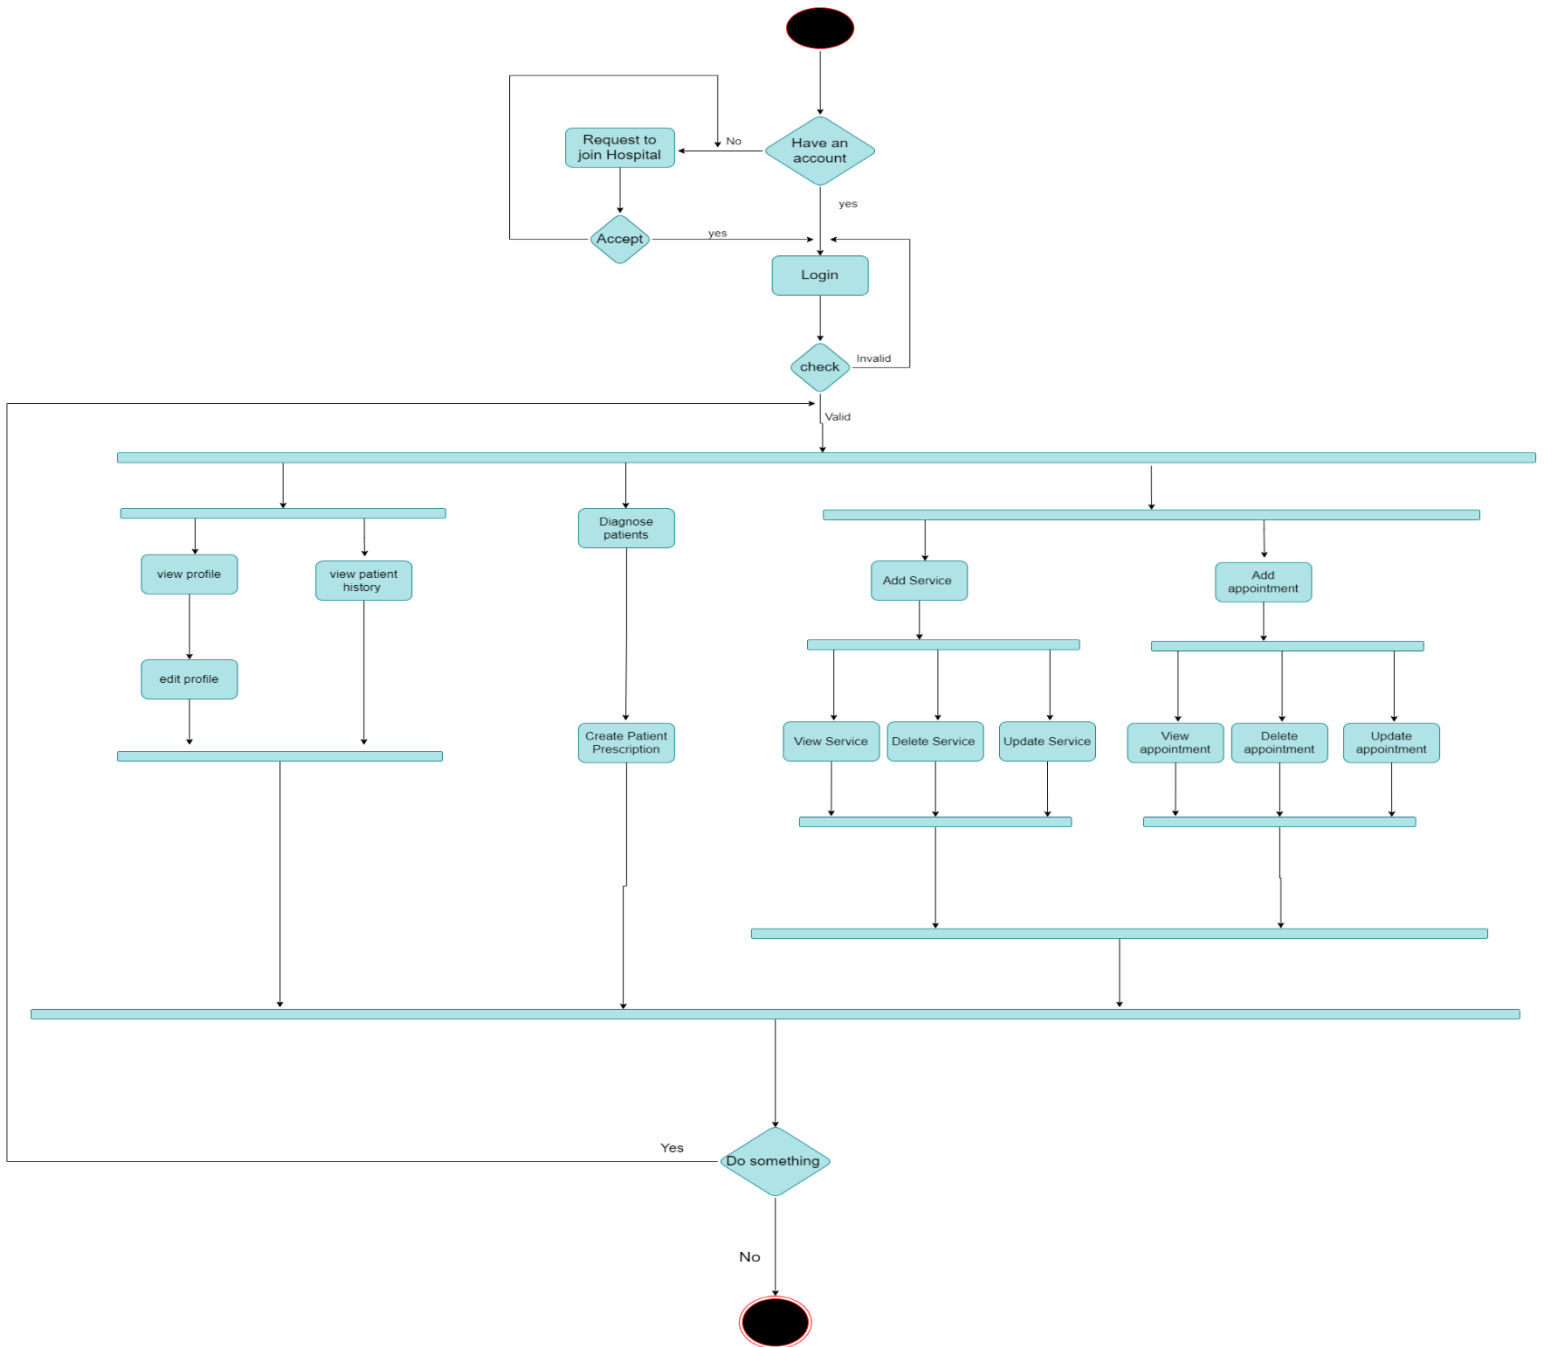 Have an
account
No
Request to
join Hospital
yes
Accept
yes
Login
check
Invalid
Valid
Diagnose
patients
view profile
view patient
history
Add Service
Add
appointment
edit profile
Create Patient
Prescription
View Service
Delete Service
Update Service
View
appointment
Delete
appointment
Update
appointment
Yes
Do something
No